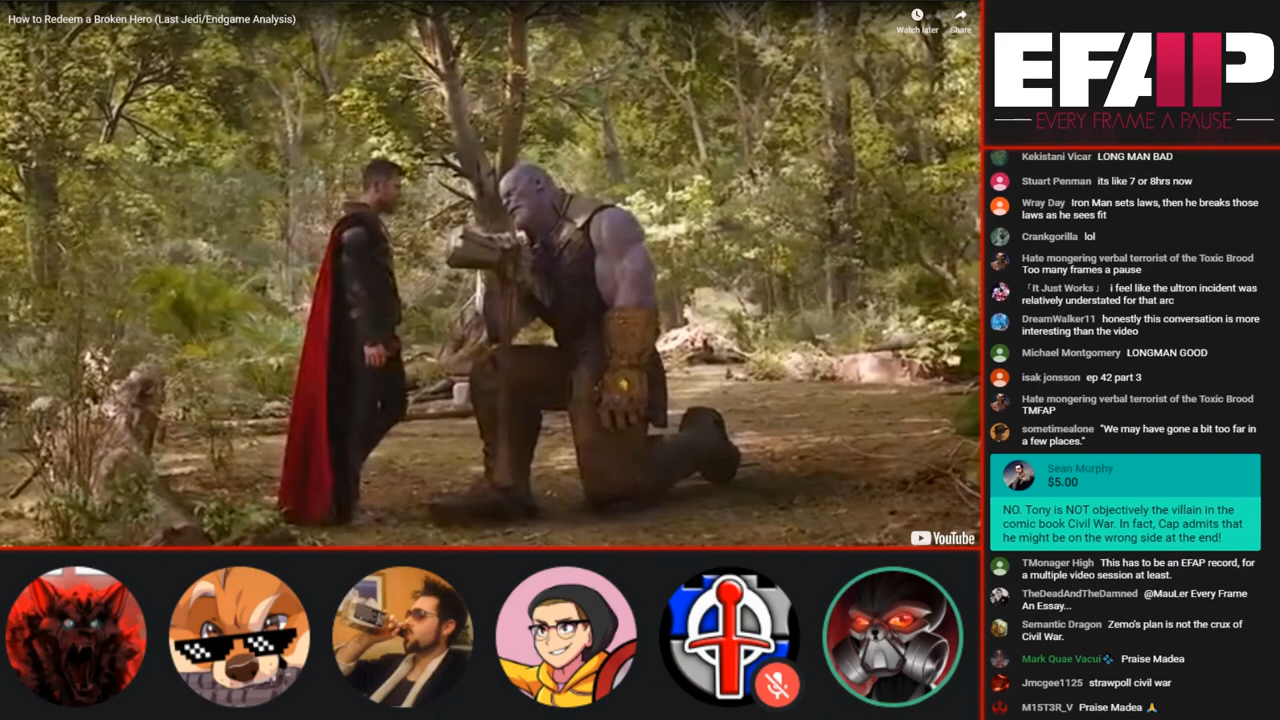 How to Redeem a Broken Hero (Last Jedi/Endgame Analysis)
Watch later
Share
YouTube
EFAP
EVERY FRAME A PAUSE
Kekistani Vicar LONG MAN BAD
Stuart Penman its like 7 or 8hrs now
Wray Day Iron Man sets laws, then he breaks those
laws as he sees fit
Crankgorilla lol
Hate mongering verbal terrorist of the Toxic Brood
Too many frames a pause
「It Just Works」 i feel like the ultron incident was
relatively understated for that arc
DreamWalker11 honestly this conversation is more
interesting than the video
Michael Montgomery LONGMAN GOOD
isak jonsson ep 42 part 3
Hate mongering verbal terrorist of the Toxic Brood
TMFAP
sometimealone "We may have gone a bit too far in
a few places."
Sean Murphy
$5.00
NO. Tony is NOT objectively the villain in the
comic book Civil War. In fact, Cap admits that
he might be on the wrong side at the end!
TMonager High This has to be an EFAP record, for
a multiple video session at least.
TheDeadAndTheDamned @MauLer Every Frame
An Essay...
Semantic Dragon Zemo's plan is not the crux of
Civil War.
Mark Quae Vacui Praise Madea
Jmcgee1125 strawpoll civil war
M15T3R_V Praise Madea 🙏